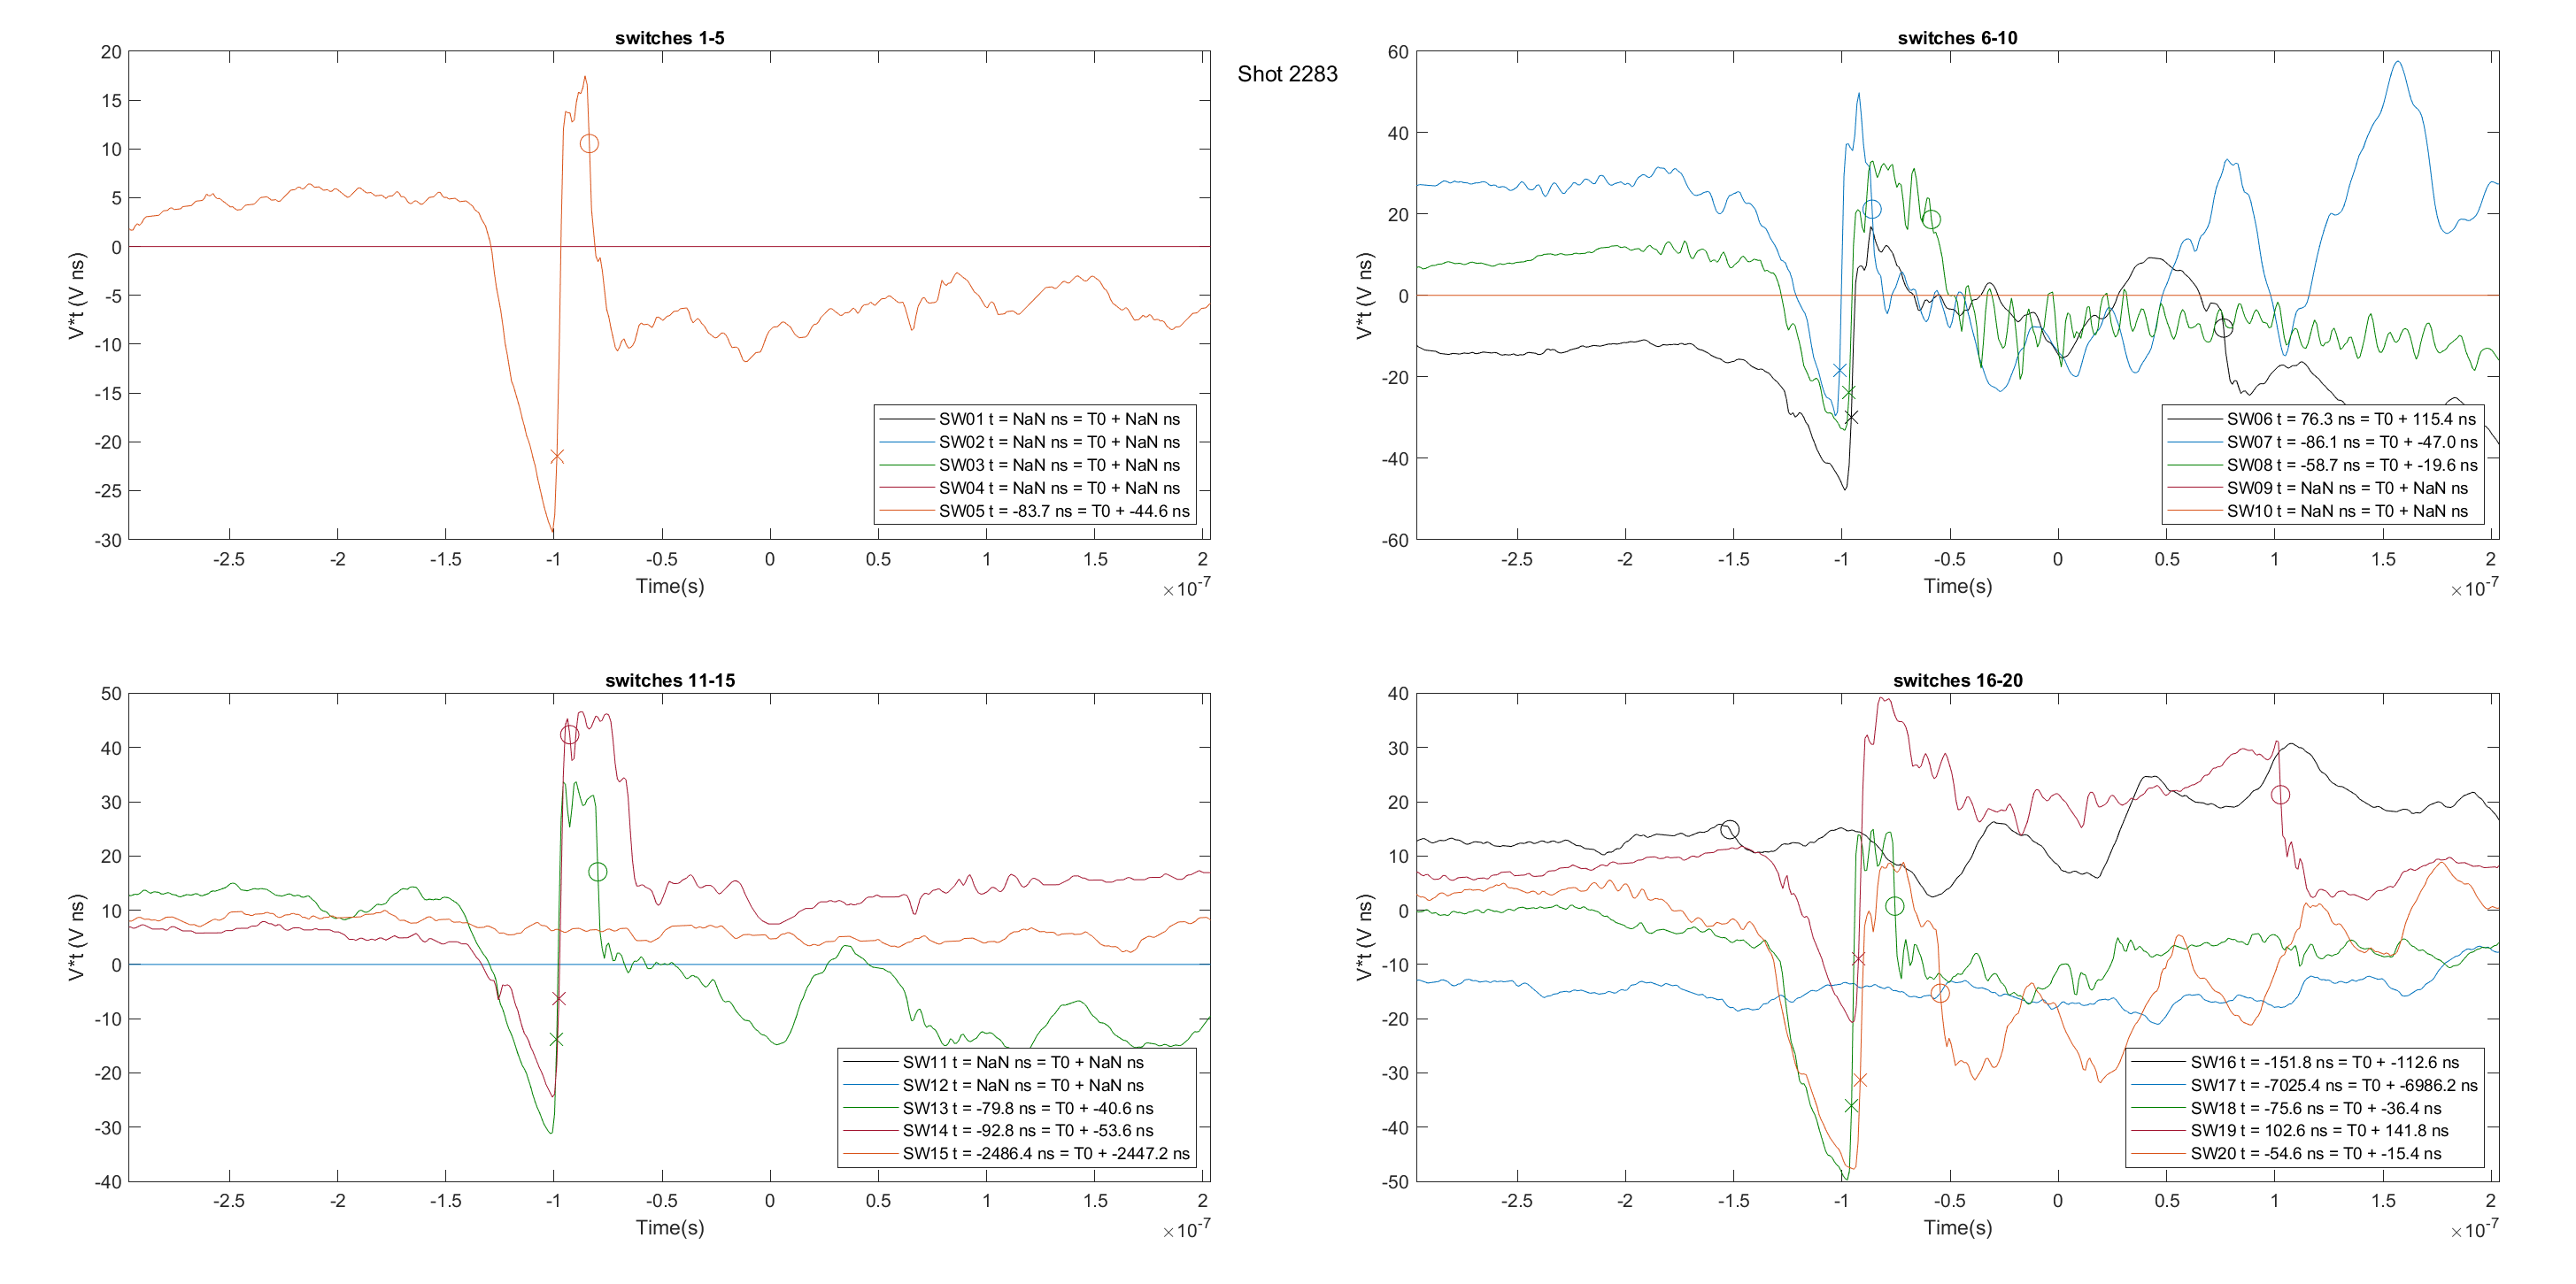 Shot 2283
switches 1-5
20
15
10
5
0
-5
-10
-15
-20
-25
-30
V*t (V ns)
-2.5 -2 -1.5 -1 -0.5 0 0.5 1 1.5 2
Time(s)
×10-7
SW01 t = NaN ns = T0 + NaN ns
SW02 t = NaN ns = T0 + NaN ns
SW03 t = NaN ns = T0 + NaN ns
SW04 t = NaN ns = T0 + NaN ns
SW05 t = -83.7 ns = T0 + -44.6 ns
switches 6-10
60
40
20
0
-20
-40
-60
V*t (V ns)
-2.5 -2 -1.5 -1 -0.5 0 0.5 1 1.5 2
Time(s)
×10-7
SW06 t = 76.3 ns = T0 + 115.4 ns
SW07 t = -86.1 ns = T0 + -47.0 ns
SW08 t = -58.7 ns = T0 + -19.6 ns
SW09 t = NaN ns = T0 + NaN ns
SW10 t = NaN ns = T0 + NaN ns
switches 11-15
50
40
30
20
10
0
-10
-20
-30
-40
V*t (V ns)
-2.5 -2 -1.5 -1 -0.5 0 0.5 1 1.5 2
Time(s)
×10-7
SW11 t = NaN ns = T0 + NaN ns
SW12 t = NaN ns = T0 + NaN ns
SW13 t = -79.8 ns = T0 + -40.6 ns
SW14 t = -92.8 ns = T0 + -53.6 ns
SW15 t = -2486.4 ns = T0 + -2447.2 ns
switches 16-20
40
30
20
10
0
-10
-20
-30
-40
-50
V*t (V ns)
-2.5 -2 -1.5 -1 -0.5 0 0.5 1 1.5 2
Time(s)
×10-7
SW16 t = -151.8 ns = T0 + -112.6 ns
SW17 t = -7025.4 ns = T0 + -6986.2 ns
SW18 t = -75.6 ns = T0 + -36.4 ns
SW19 t = 102.6 ns = T0 + 141.8 ns
SW20 t = -54.6 ns = T0 + -15.4 ns